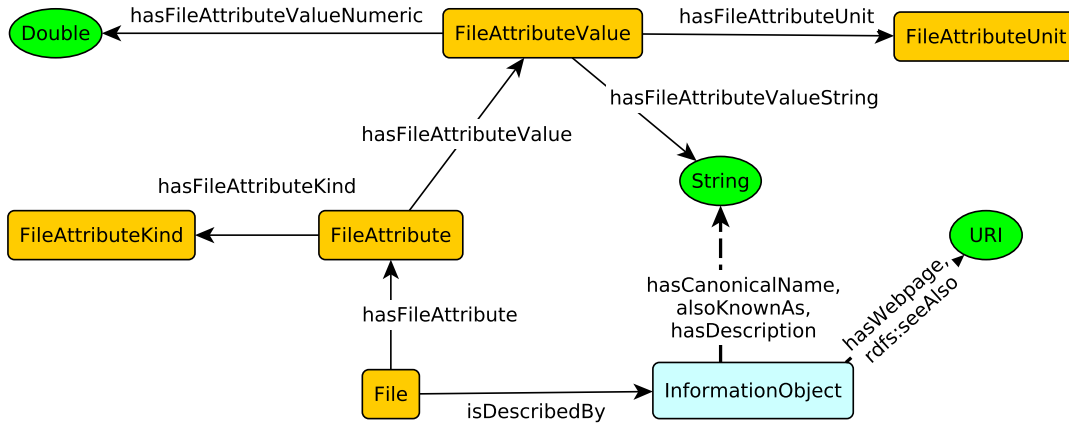 hasFileAttributeValueNumeric
hasFileAttributeUnit
Double
FileAttributeValue
FileAttributeUnit
hasFileAttributeValueString
hasFileAttributeValue
String
hasFileAttributeKind
FileAttributeKind
FileAttribute
URI
hasCanonicalName,
alsoKnownAs,
hasDescription
hasWebpage,
rdfs:seeAlso
hasFileAttribute
File
isDescribedBy
InformationObject